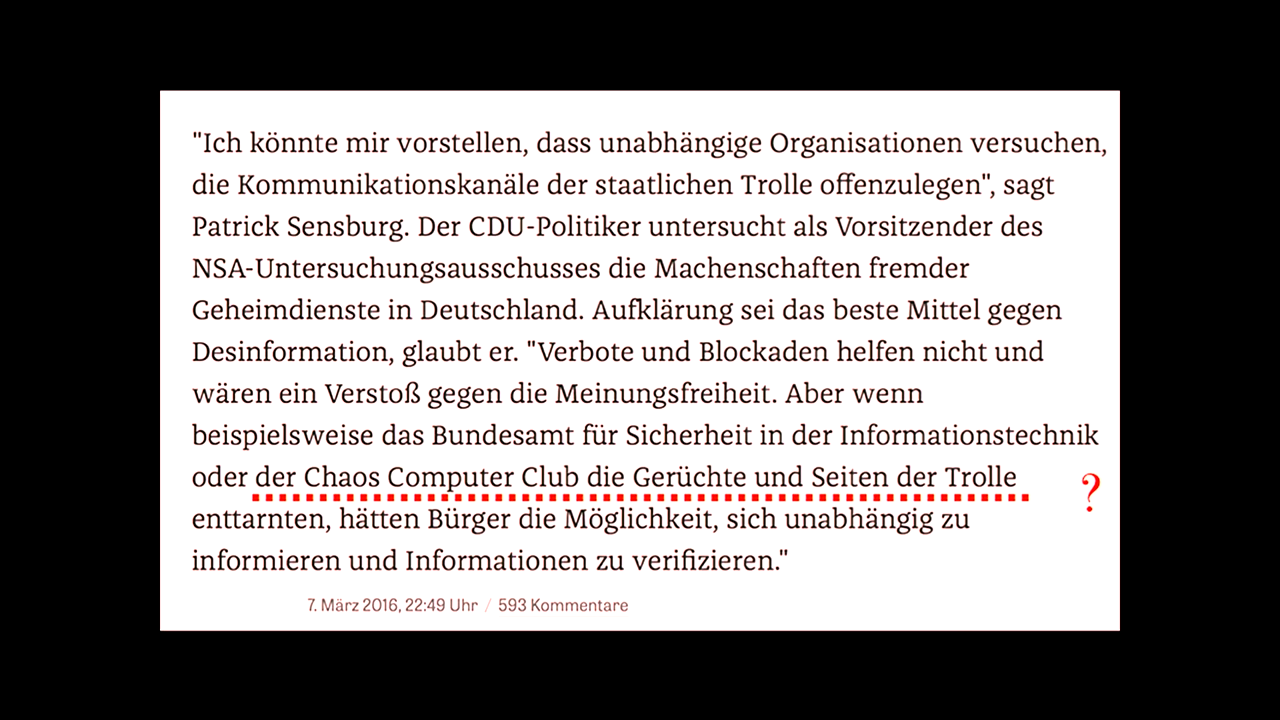 "Ich könnte mir vorstellen, dass unabhängige Organisationen versuchen,
die Kommunikationskanäle der staatlichen Trolle offenzulegen", sagt
Patrick Sensburg. Der CDU-Politiker untersucht als Vorsitzender des
NSA-Untersuchungsausschusses die Machenschaften fremder
Geheimdienste in Deutschland. Aufklärung sei das beste Mittel gegen
Desinformation, glaubt er. "Verbote und Blockaden helfen nicht und
wären ein Verstoß gegen die Meinungsfreiheit. Aber wenn
beispielsweise das Bundesamt für Sicherheit in der Informationstechnik
oder der Chaos Computer Club die Gerüchte und Seiten der Trolle ?
enttarnten, hätten Bürger die Möglichkeit, sich unabhängig zu
informieren und Informationen zu verifizieren."
7. März 2016, 22:49 Uhr / 593 Kommentare